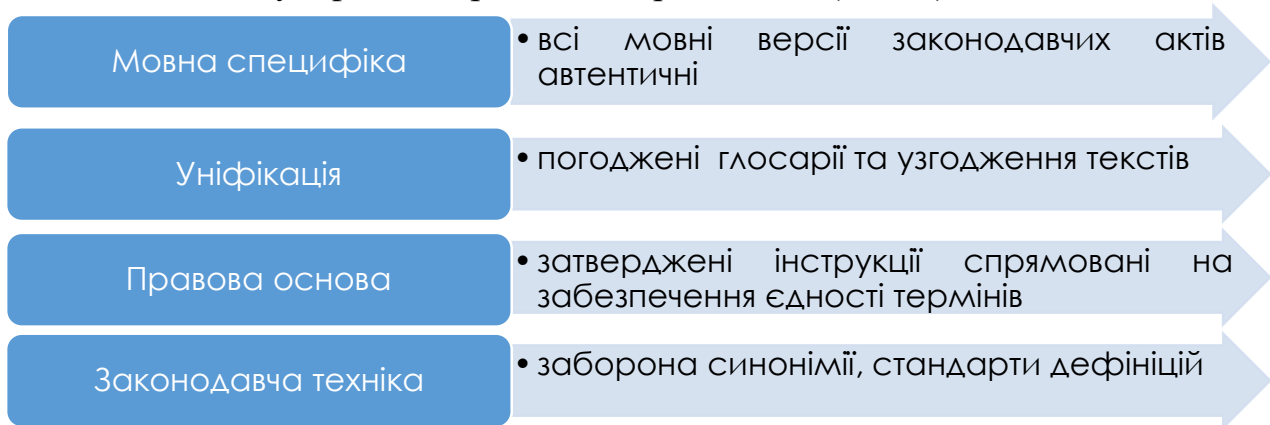 Мовна специфіка
• всі мовні версії законодавчих актів
автентичні
Уніфікація
• погоджені глосарії та узгодження текстів
Правова основа
• затверджені інструкції спрямовані на
забезпечення єдності термінів
Законодавча техніка
• заборона синонімії, стандарти дефініцій